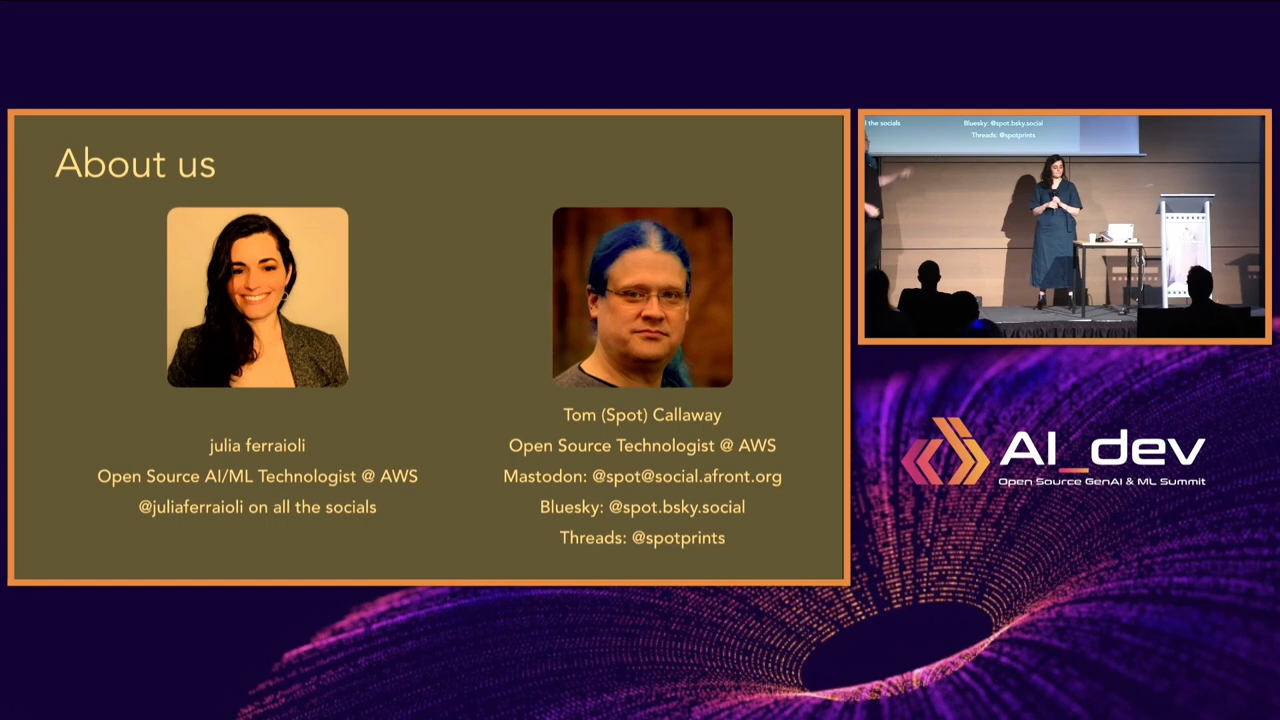 About us
julia ferraioli
Open Source AI/ML Technologist @ AWS
@juliaferraioli on all the socials
Tom (Spot) Callaway
Open Source Technologist @ AWS
Mastodon: @spot@social.afront.org
Bluesky: @spot.bsky.social
Threads: @spotprints
l the socials
Bluesky: @spot.bsky.social
Threads: @spotprints
AI_dev
Open Source GenAI & ML Summit